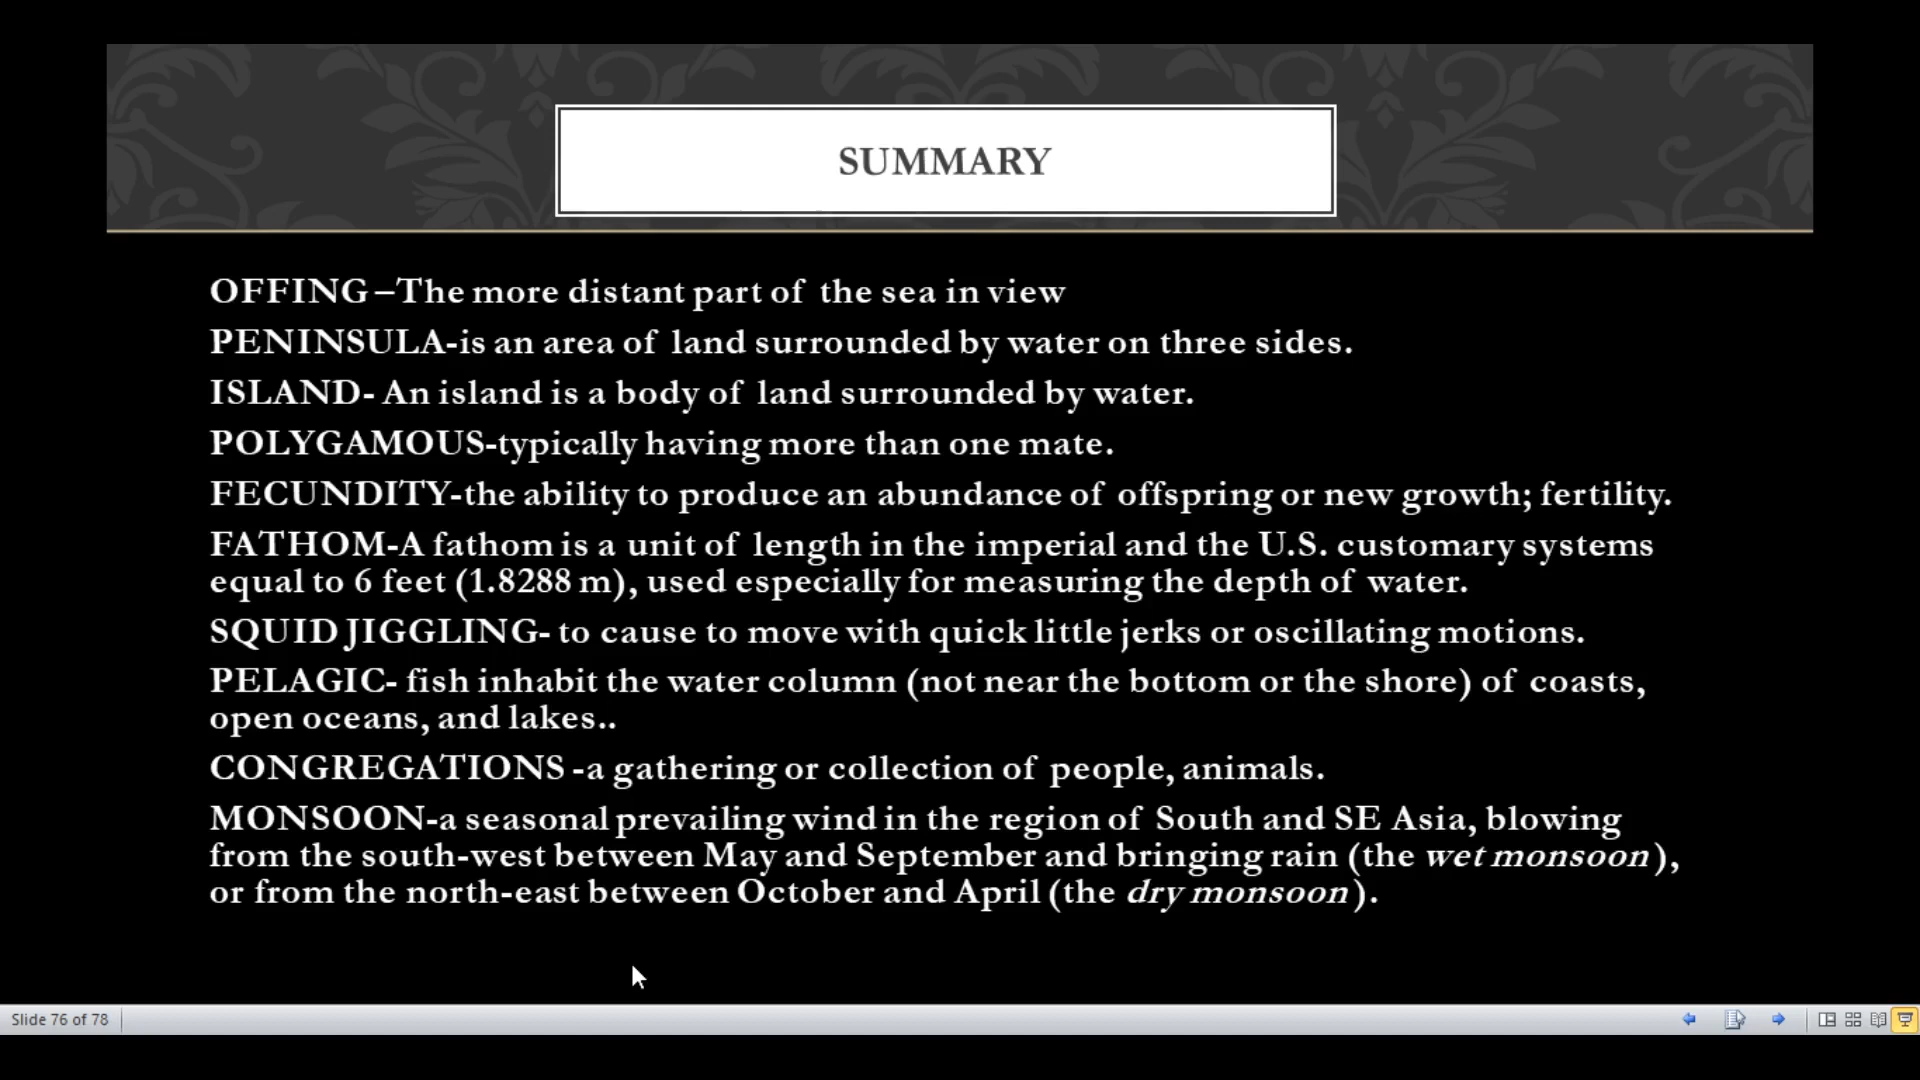 SUMMARY
OFFING –The more distant part of the sea in view
PENINSULA-is an area of land surrounded by water on three sides.
ISLAND- An island is a body of land surrounded by water.
POLYGAMOUS-typically having more than one mate.
FECUNDITY-the ability to produce an abundance of offspring or new growth; fertility.
FATHOM-A fathom is a unit of length in the imperial and the U.S. customary systems
equal to 6 feet (1.8288 m), used especially for measuring the depth of water.
SQUID JIGGLING- to cause to move with quick little jerks or oscillating motions.
PELAGIC- fish inhabit the water column (not near the bottom or the shore) of coasts,
open oceans, and lakes..
CONGREGATIONS -a gathering or collection of people, animals.
MONSOON-a seasonal prevailing wind in the region of South and SE Asia, blowing
from the south-west between May and September and bringing rain (the wet monsoon),
or from the north-east between October and April (the dry monsoon).
Slide 76 of 78